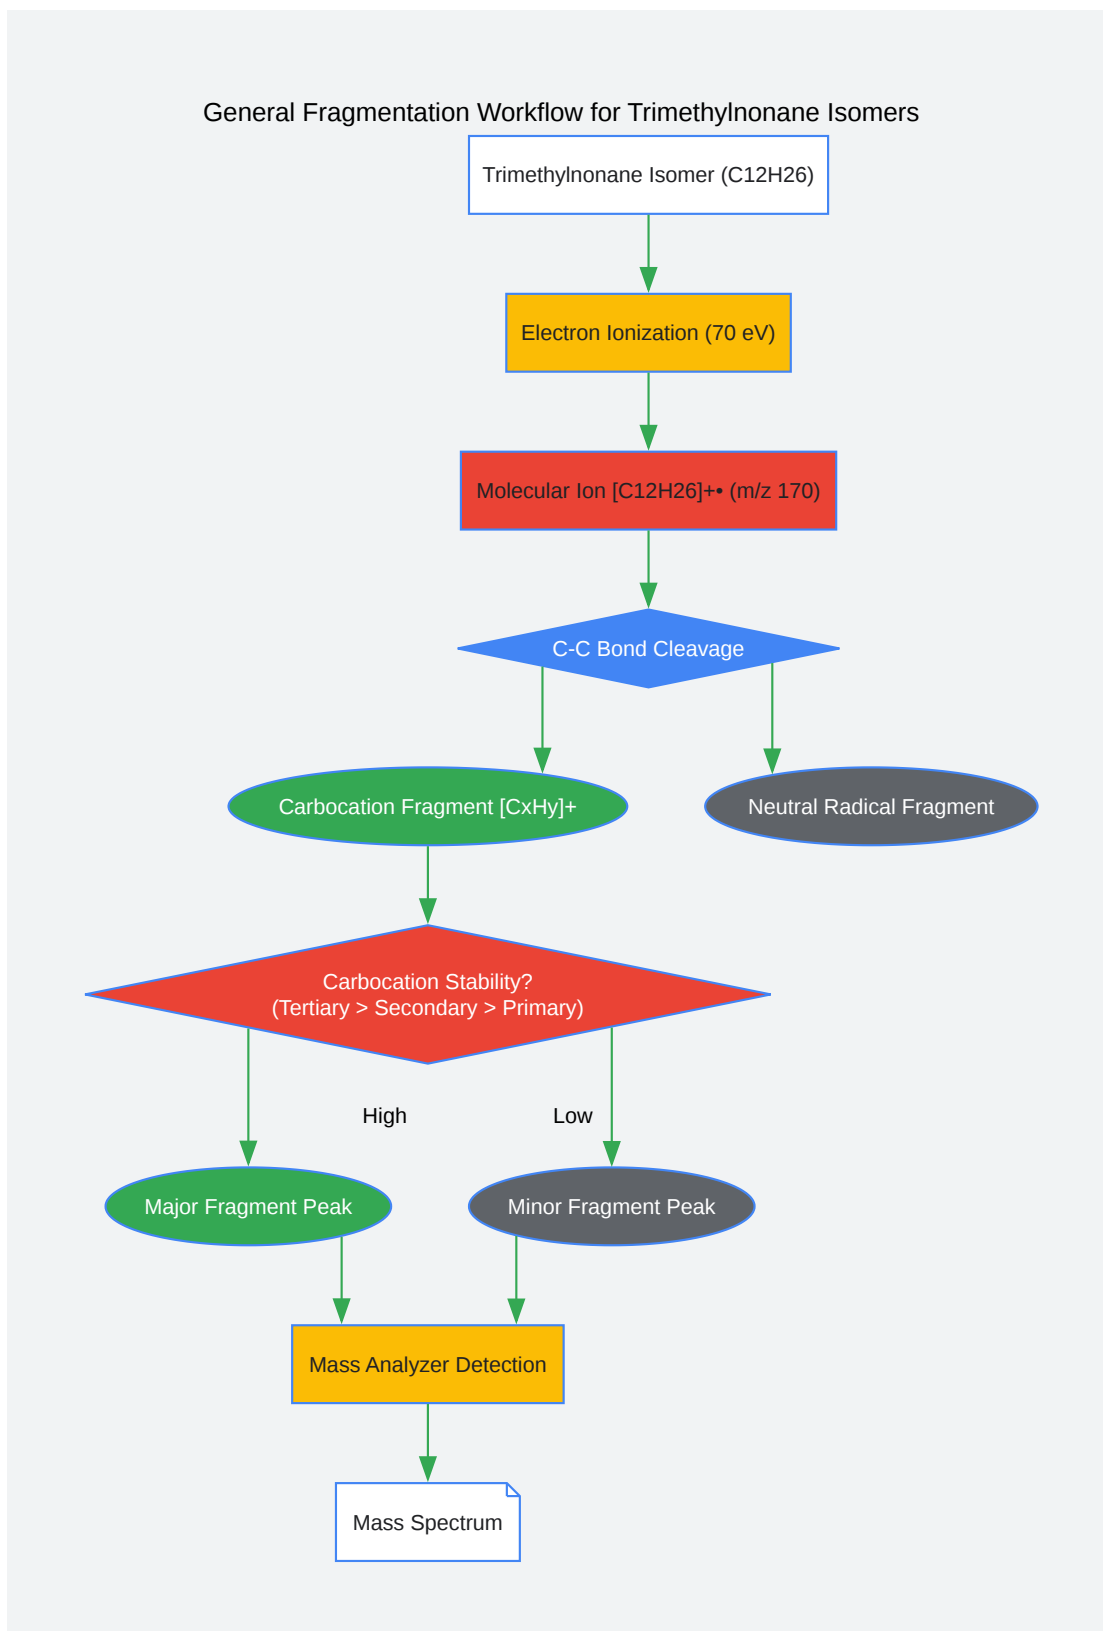 General Fragmentation Workflow for Trimethylnonane Isomers
Trimethylnonane Isomer (C12H26)
Electron Ionization (70 eV)
Molecular Ion [C12H26]+• (m/z 170)
C-C Bond Cleavage
Carbocation Fragment [CxHy]+
Neutral Radical Fragment
Carbocation Stability?
(Tertiary > Secondary > Primary)
High
Low
Major Fragment Peak
Minor Fragment Peak
Mass Analyzer Detection
Mass Spectrum